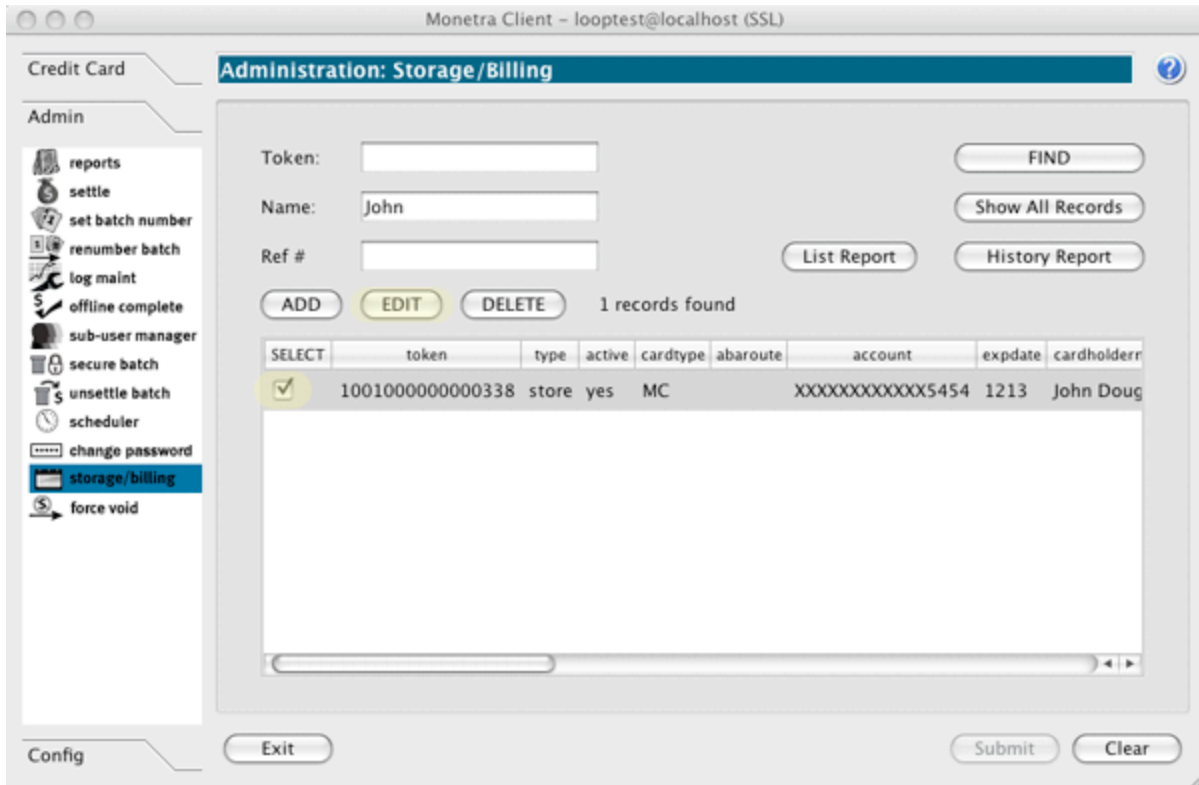 Monetra Client – looptest@localhost (SSL)
Credit Card
Admin
reports
settle
set batch number
renumber batch
log maint
offline complete
sub-user manager
secure batch
unsettle batch
scheduler
change password
storage/billing
force void
Config
Administration: Storage/Billing
?
Token:
FIND
Name: John
Show All Records
Ref #
List Report History Report
ADD EDIT DELETE 1 records found
SELECT token type active cardtype abaroute account expdate cardholderr
1001000000000338 store yes MC XXXXXXXXXXXX5454 1213 John Doug
Exit Submit Clear